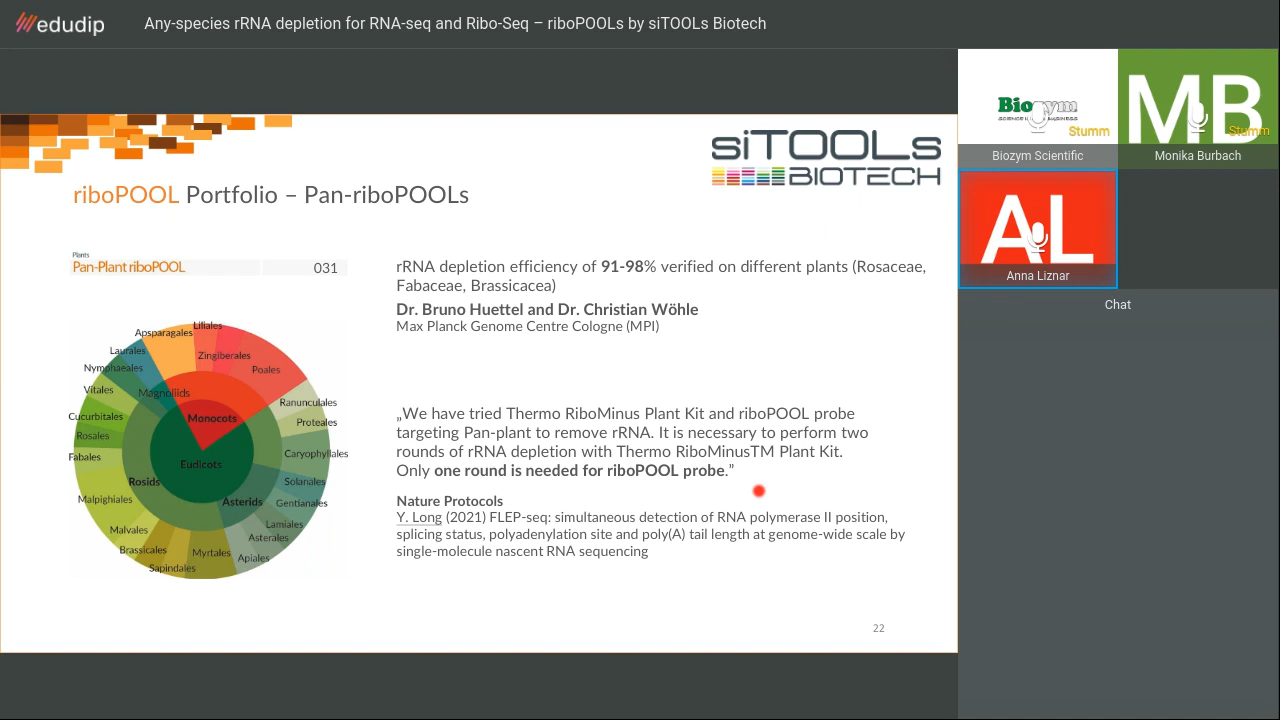 edudip
Any-species rRNA depletion for RNA-seq and Ribo-Seq – riboPOOLs by siTOOLs Biotech
siTOOLs
BIOTECH
riboPOOL Portfolio – Pan-riboPOOLs
Plants
Pan-Plant riboPOOL 031
Liliales
Apsparagales
Laurales
Zingiberales
Nymphaeales
Poales
Vitales
Magnoliids
Ranunculales
Cucurbitales
Monocots
Proteales
Rosales
Fabales
Caryophyllales
Eudicots
Rosids
Solanales
Malpighiales
Asterids
Gentianales
Malvales
Lamiales
Asterales
Brassicales
Myrtales
Apiales
Sapindales
rRNA depletion efficiency of 91-98% verified on different plants (Rosaceae,
Fabaceae, Brassicacea)
Dr. Bruno Huettel and Dr. Christian Wöhle
Max Planck Genome Centre Cologne (MPI)
„We have tried Thermo RiboMinus Plant Kit and riboPOOL probe
targeting Pan-plant to remove rRNA. It is necessary to perform two
rounds of rRNA depletion with Thermo RiboMinusTM Plant Kit.
Only one round is needed for riboPOOL probe.”
Nature Protocols
Y. Long (2021) FLEP-seq: simultaneous detection of RNA polymerase II position,
splicing status, polyadenylation site and poly(A) tail length at genome-wide scale by
single-molecule nascent RNA sequencing
22
Biozym
Stumm
Biozym Scientific
MB
Stumm
Monika Burbach
AL
Anna Liznar
Chat